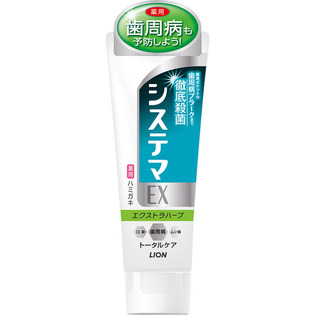 薬用
歯周病も
予防しよう!
歯周ポケットの
歯周病プラークまで
徹底殺菌
システマ
EX
薬用ハミガキ
エクストラハーブ
口臭 歯周病 ムシ歯
トータルケア
LION